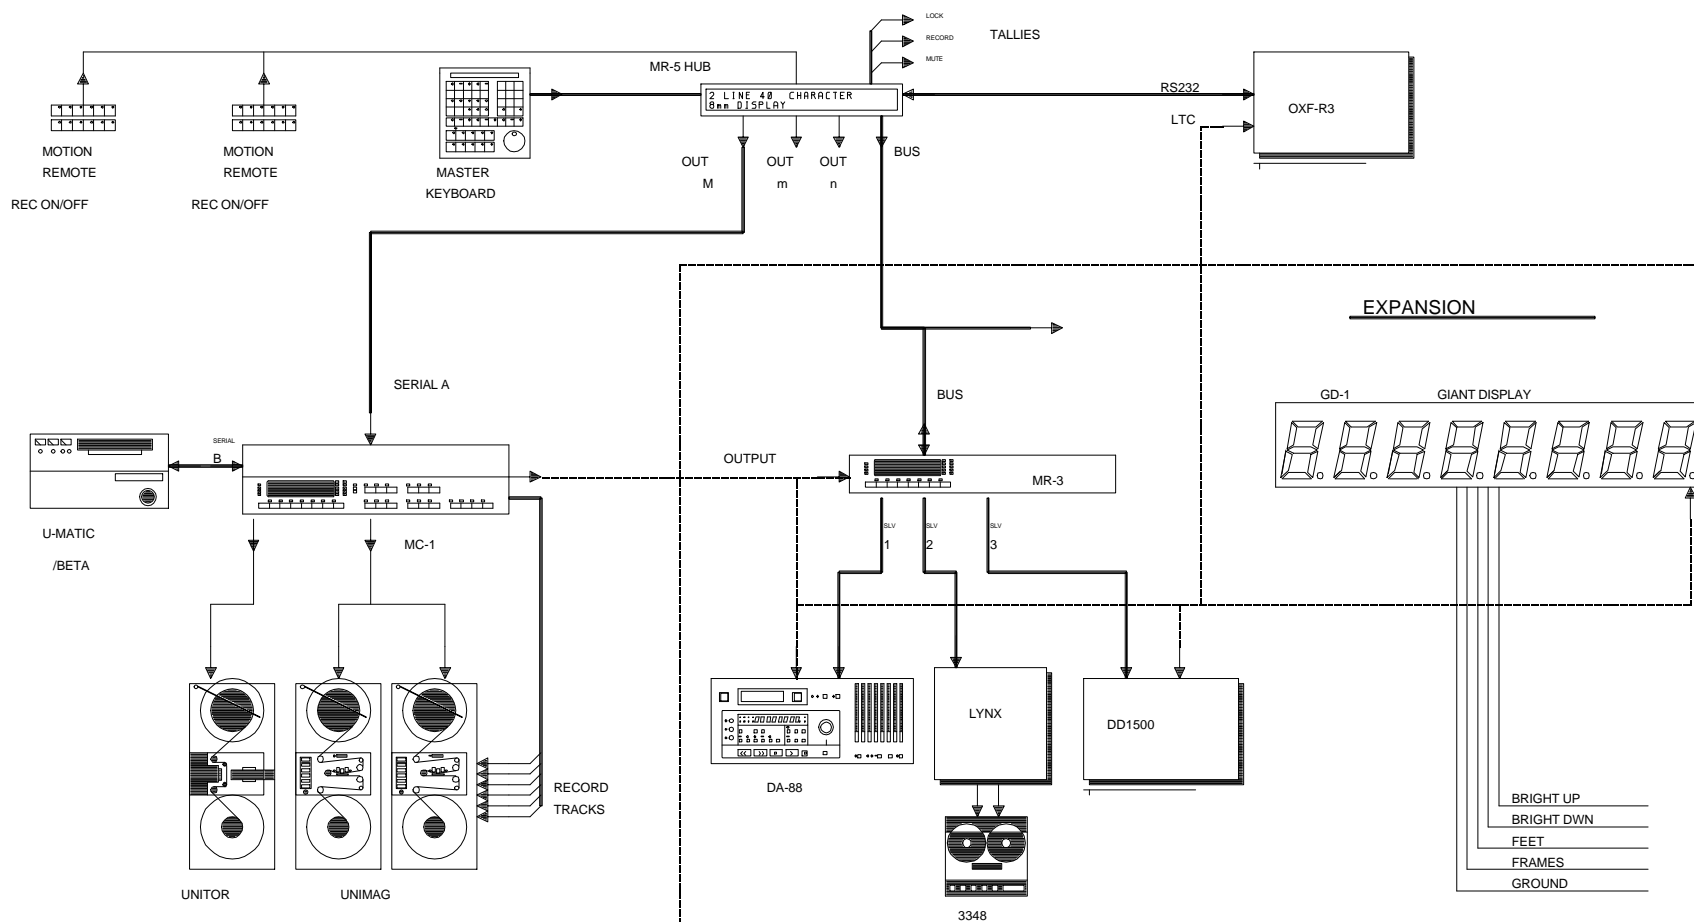 LOCK
TALLIES
RECORD
MUTE
MR-5 HUB
2 LINE 40 CHARACTER
8mm DISPLAY
RS232
OXF-R3
LTC
MOTION
REMOTE
REC ON/OFF
MOTION
REMOTE
REC ON/OFF
MASTER
KEYBOARD
OUT
M
OUT
m
OUT
n
BUS
EXPANSION
SERIAL A
BUS
GD-1
GIANT DISPLAY
SERIAL
B
OUTPUT
MR-3
U-MATIC
/BETA
MC-1
SLV
1
SLV
2
SLV
3
LYNX
DD1500
DA-88
RECORD
TRACKS
BRIGHT UP
BRIGHT DWN
FEET
FRAMES
GROUND
UNITOR
UNIMAG
3348